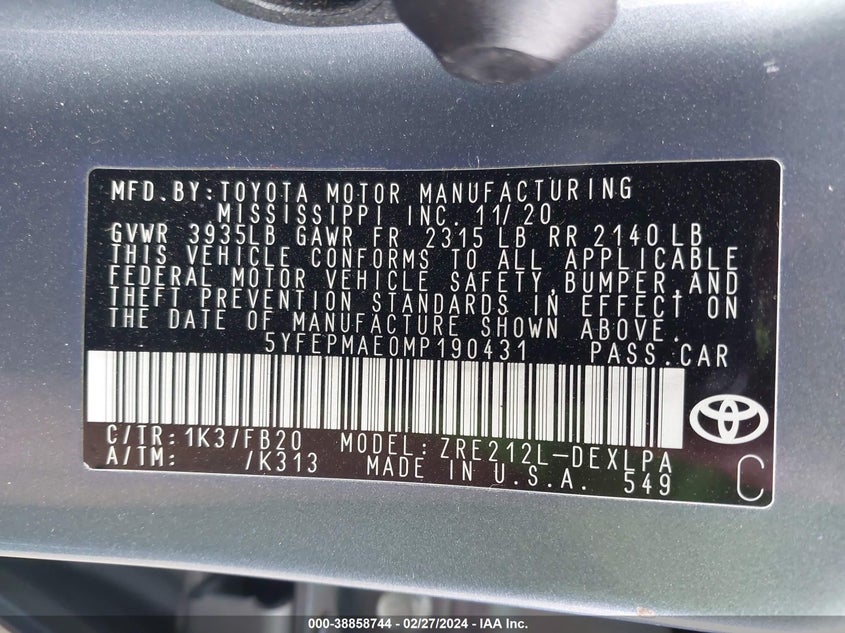 MFD.BY:TOYOTA MOTOR MANUFACTURING
MISSISSIPPI INC. 11/20
GVWR 3935LB GAWR FR 2315 LB RR 2140LB
THIS VEHICLE CONFORMS TO ALL APPLICABLE
FEDERAL MOTOR VEHICLE SAFETY,BUMPER,AND
THEFT PREVENTION STANDARDS IN EFFECT ON
THE DATE OF MANUFACTURE SHOWN ABOVE.
5YFEPMAE0MP190431 PASS.CAR
C/TR:1K3/FB20 MODEL:ZRE212L-DEXLPA
A/TM: /K313 MADE IN U.S.A. 549
C
000-38858744 - 02/27/2024 - IAA Inc.